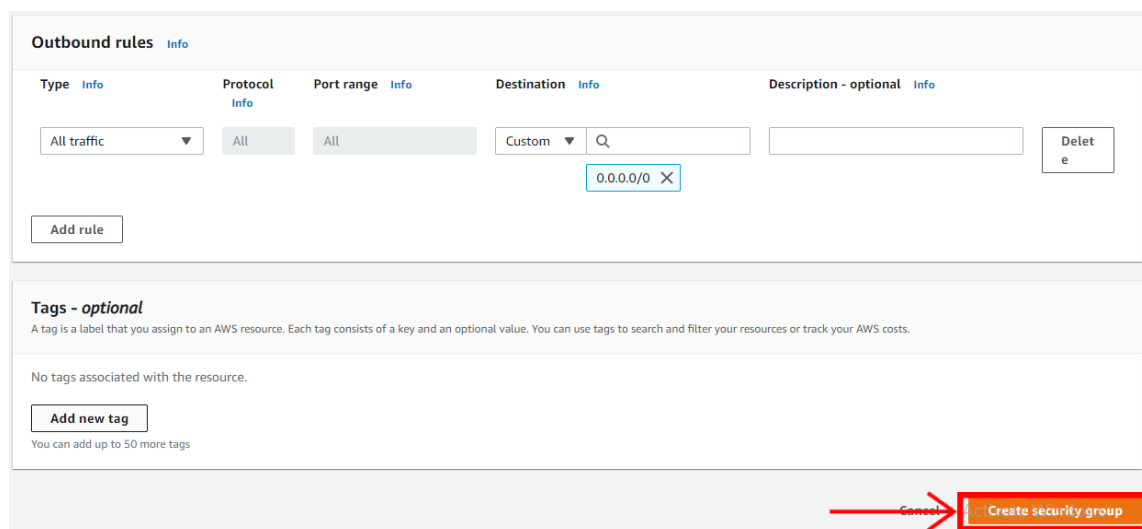 Outbound rules Info
Type Info Protocol Info Port range Info Destination Info Description - optional Info
All traffic All All Custom Delet
e
0.0.0.0/0
Add rule
Tags - optional
A tag is a label that you assign to an AWS resource. Each tag consists of a key and an optional value. You can use tags to search and filter your resources or track your AWS costs.
No tags associated with the resource.
Add new tag
You can add up to 50 more tags
Cancel Create security group